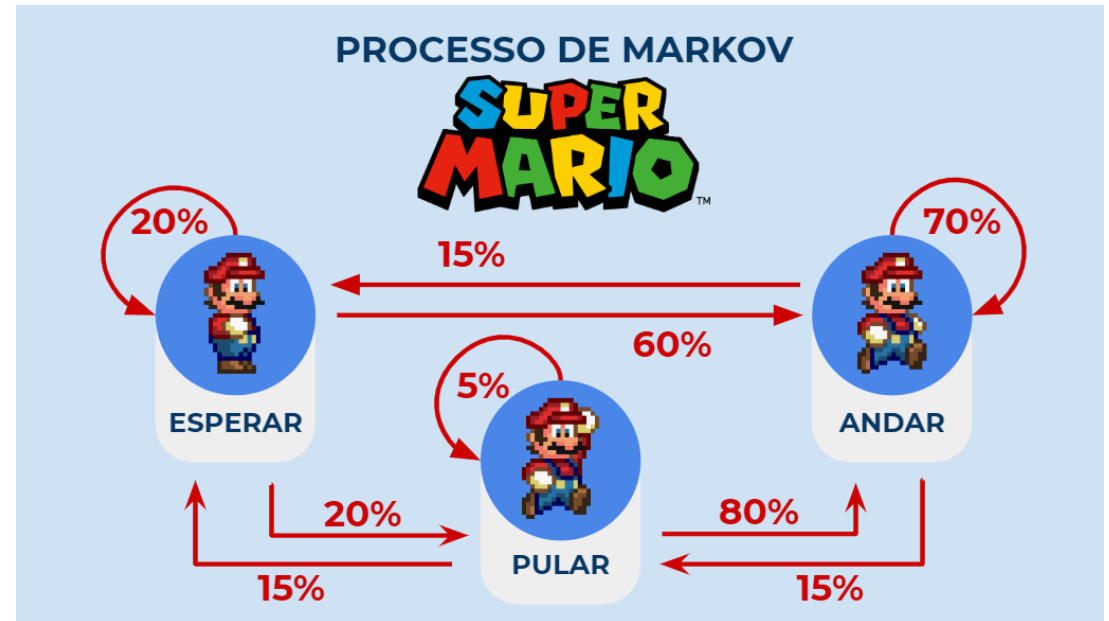 PROCESSO DE MARKOV
SUPER
MARIO
TM
20%
70%
15%
60%
5%
ESPERAR
ANDAR
20%
80%
PULAR
15%
15%